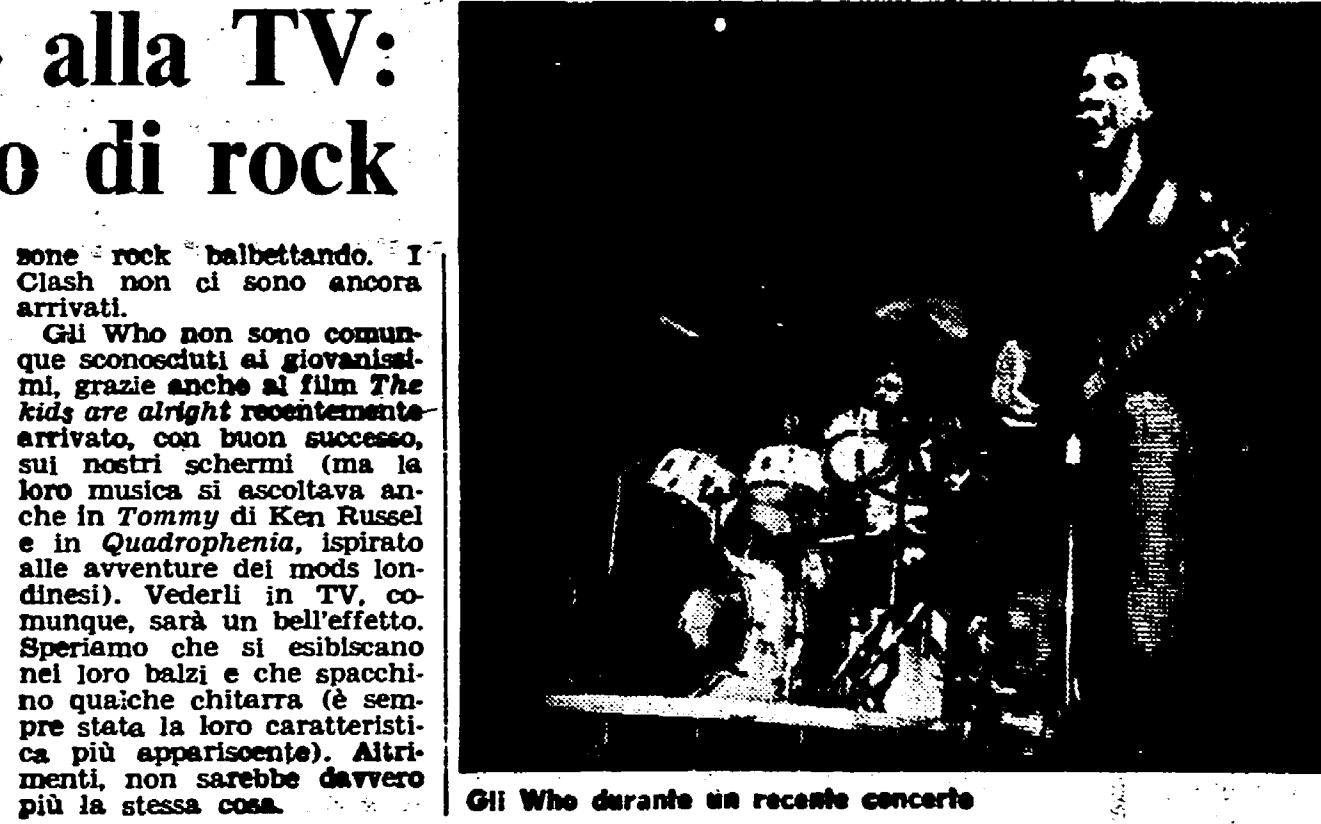 alla TV:
o di rock
zone rock balbettando. I
Clash non ci sono ancora
arrivati.
Gli Who non sono comun-
que sconosciuti ai giovanissi-
mi, grazie anche al film The
kids are alright recentemente
arrivato, con buon successo,
sui nostri schermi (ma la
loro musica si ascoltava an-
che in Tommy di Ken Russel
e in Quadrophenia, ispirato
alle avventure dei mods lon-
dinesi). Vederli in TV, co-
munque, sarà un bell'effetto.
Speriamo che si esibiscano
nei loro balzi e che spacchi-
no qualche chitarra (è sem-
pre stata la loro caratteristi-
ca più appariscente). Altri-
menti, non sarebbe davvero
più la stessa cosa.
Gli Who durante un recente concerto